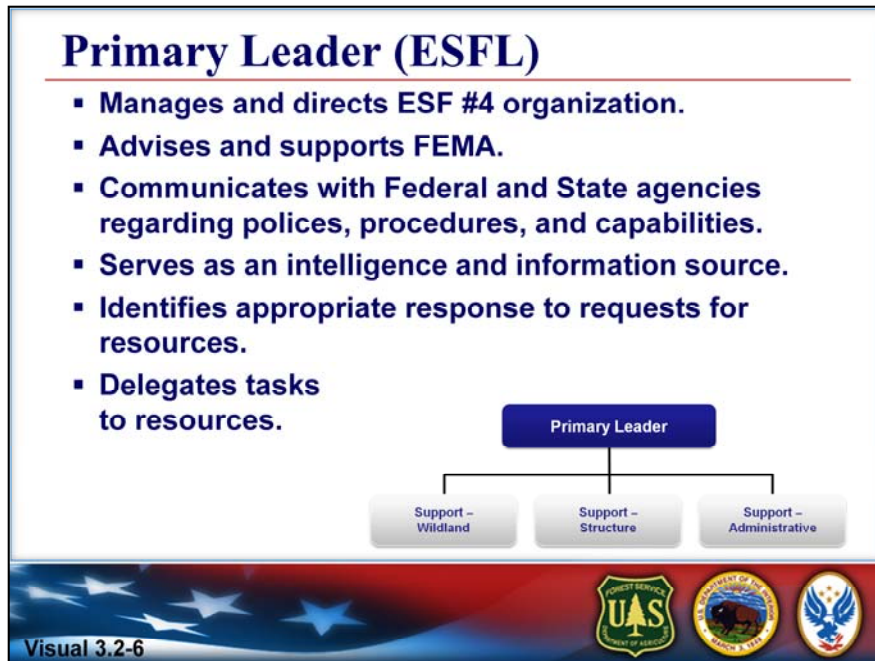 Primary Leader (ESFL)
▪ Manages and directs ESF #4 organization.
▪ Advises and supports FEMA.
▪ Communicates with Federal and State agencies
regarding polices, procedures, and capabilities.
▪ Serves as an intelligence and information source.
▪ Identifies appropriate response to requests for
resources.
▪ Delegates tasks
to resources.
Primary Leader
Support –
Wildland
Support –
Structure
Support –
Administrative
FOREST SERVICE
U S
DEPARTMENT OF AGRICULTURE
U.S. DEPARTMENT OF THE INTERIOR
MARCH 3, 1849
Visual 3.2-6